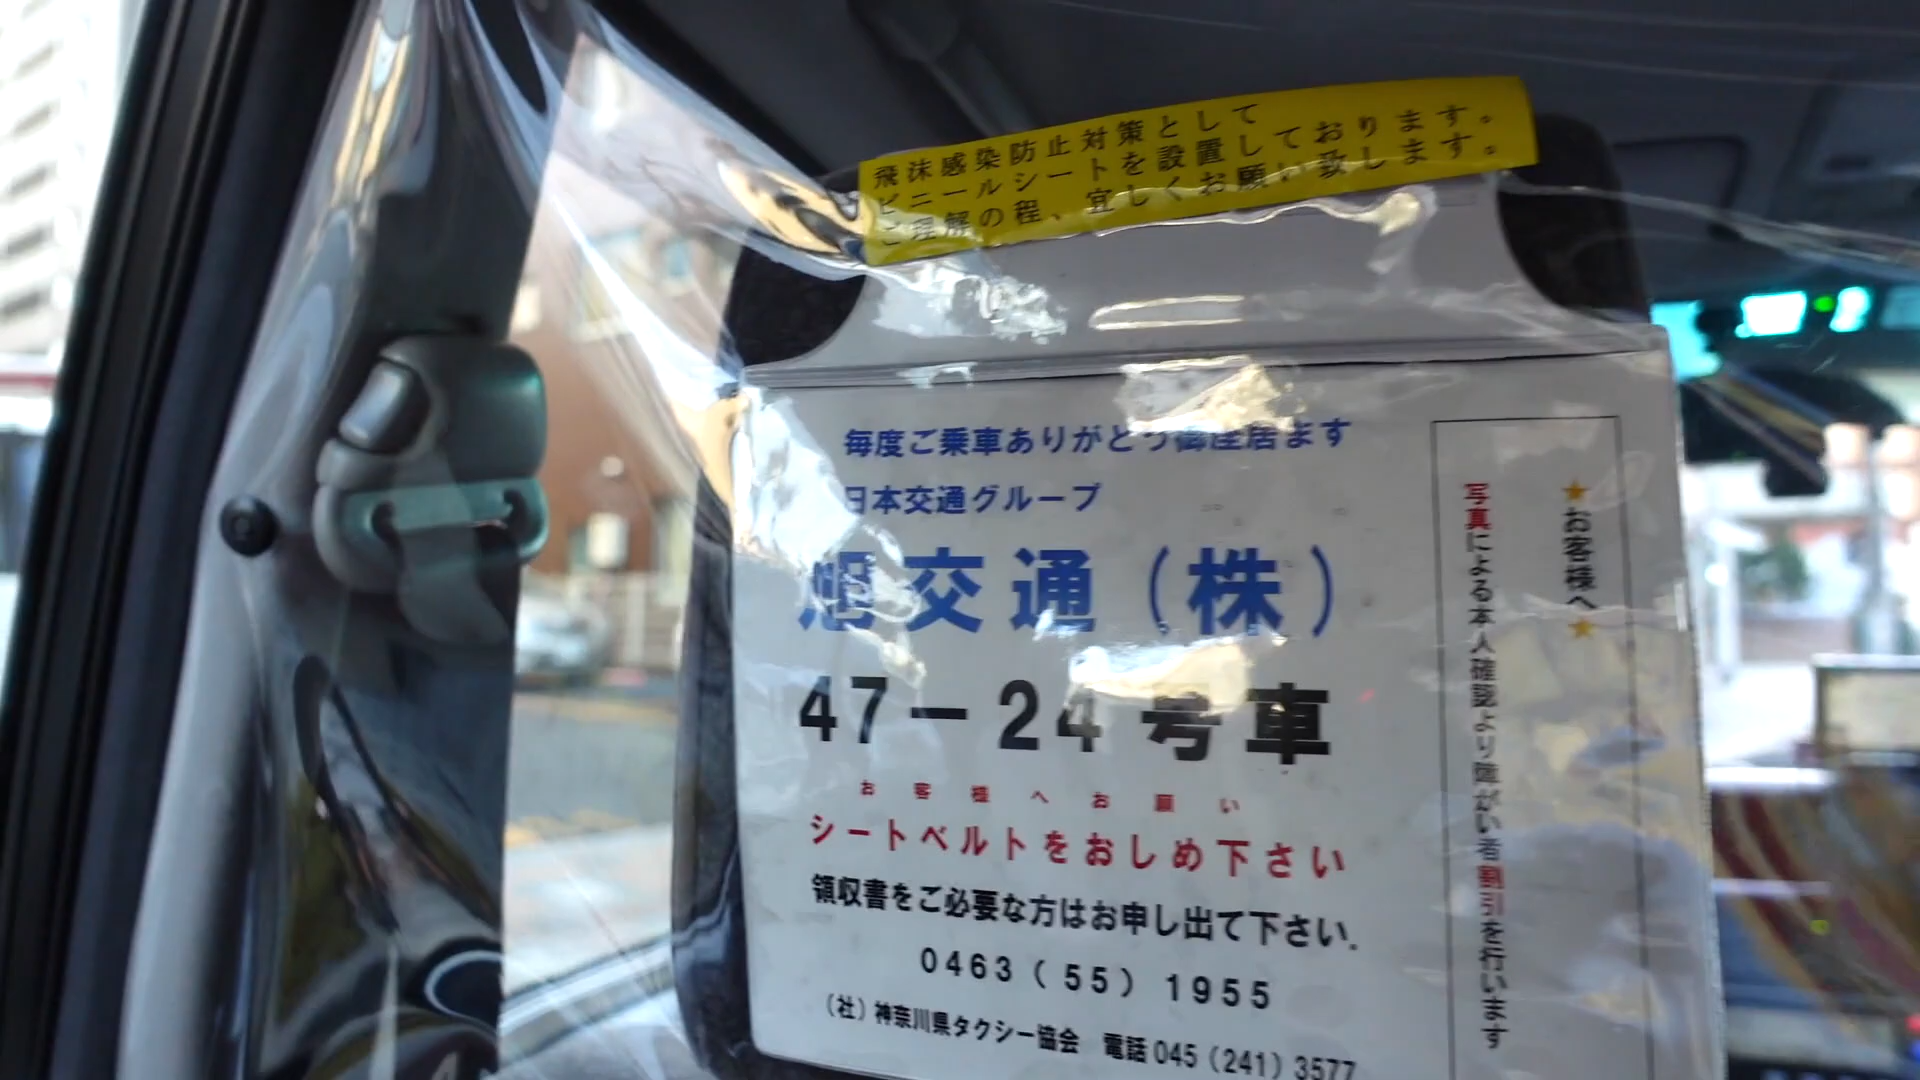 飛沫感染防止対策として
ビニールシートを設置しております。
ご理解の程、宜しくお願い致します。
毎度ご乗車ありがとう御座居ます
日本交通グループ
旭交通（株）
47－24号車
お客様へお願い
シートベルトをおしめ下さい
領収書をご必要な方はお申し出て下さい.
0463（55）1955
（社）神奈川県タクシー協会　電話045（241）3577
★お客様へ★
写真による本人確認より障がい者割引を行います